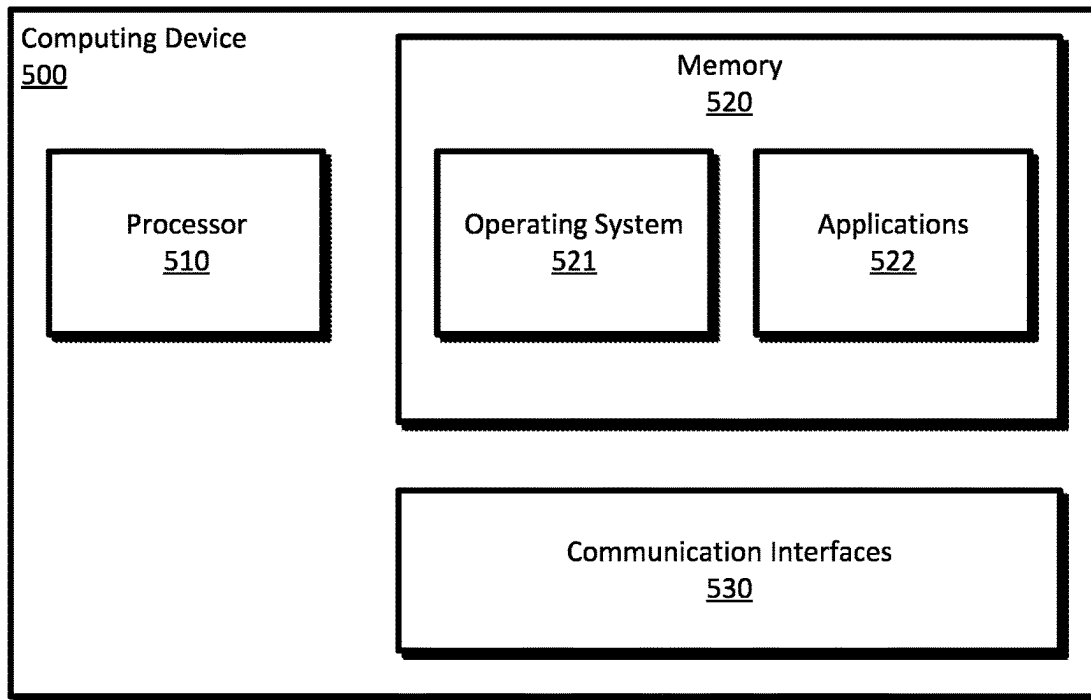 Computing Device
500
Memory
520
Processor
510
Operating System
521
Applications
522
Communication Interfaces
530